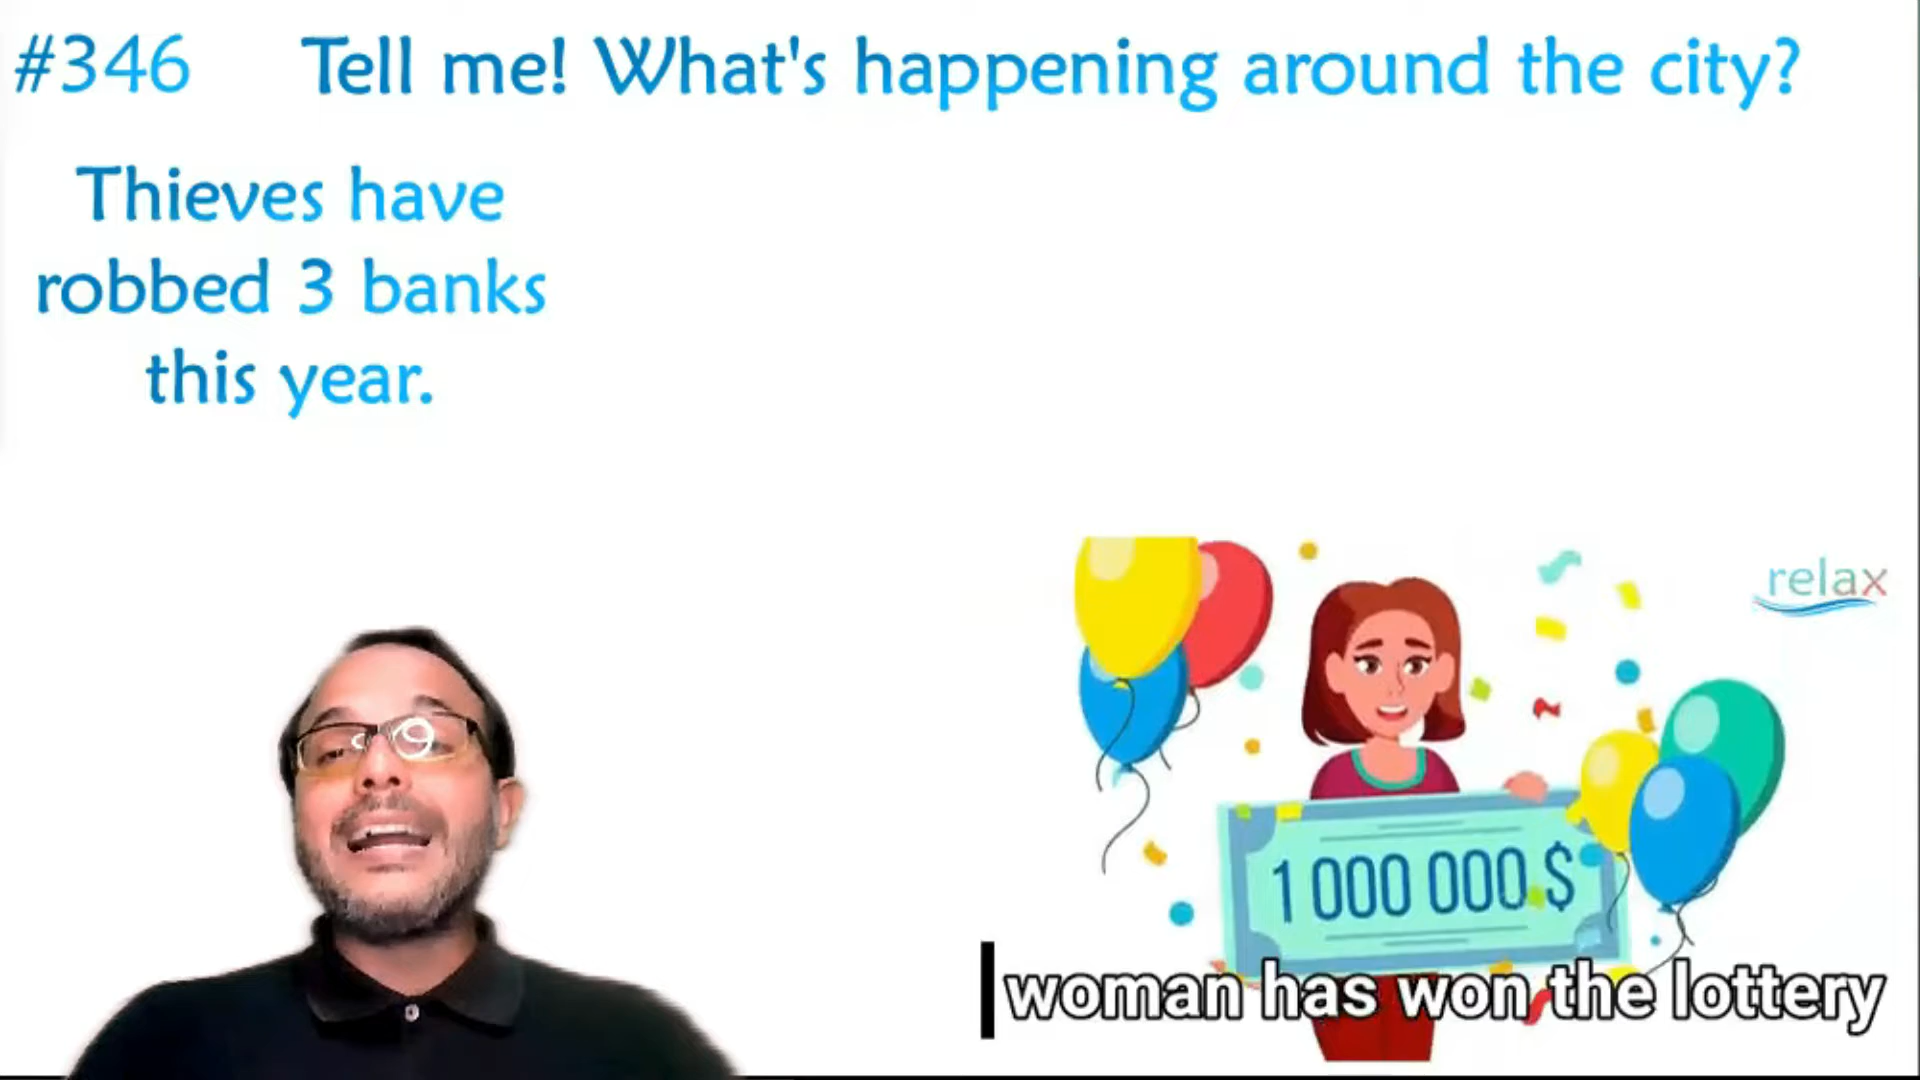 #346 Tell me! What's happening around the city?
Thieves have
robbed 3 banks
this year.
relax
1 000 000 $
woman has won the lottery